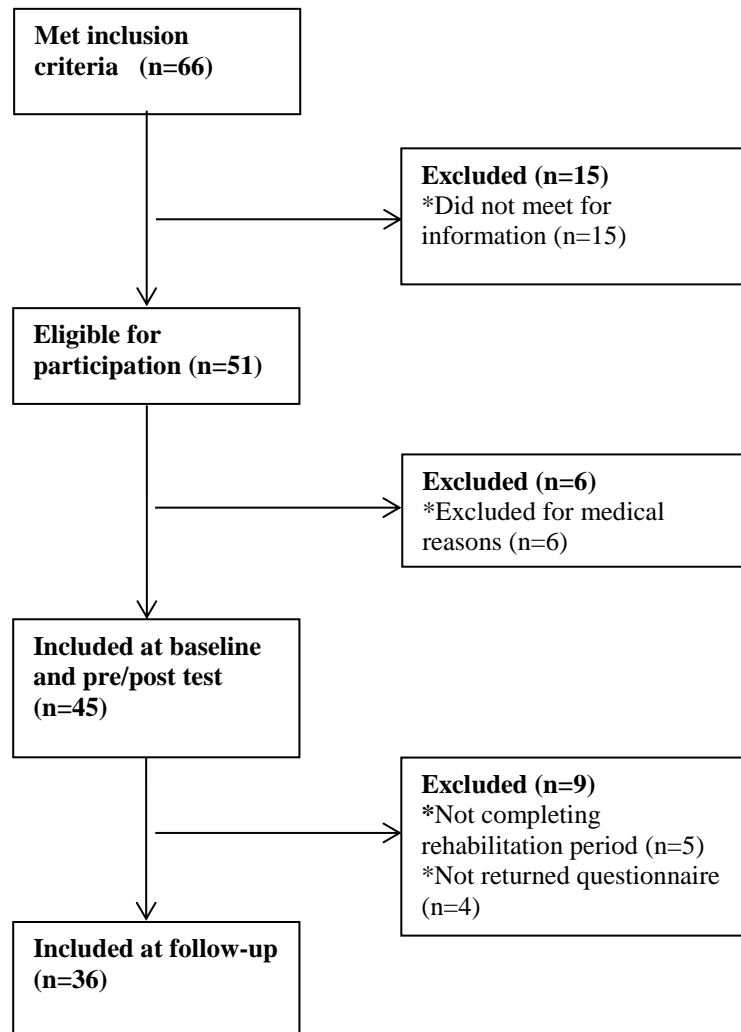 Met inclusion
criteria   (n=66)
Excluded (n=15)
*Did not meet for
information (n=15)
Eligible for
participation (n=51)
Excluded (n=6)
*Excluded for medical
reasons (n=6)
Included at baseline
and pre/post test
(n=45)
Excluded (n=9)
*Not completing
rehabilitation period (n=5)
*Not returned questionnaire
(n=4)
Included at follow-up
(n=36)